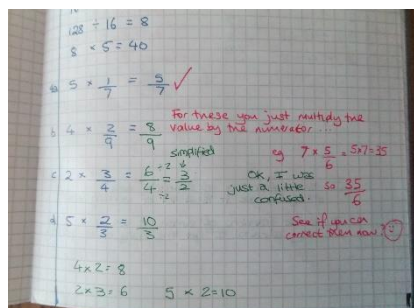 128 ÷ 16 = 8
8 × 5 = 40
a) 5 × 1/7 = 5/7 ✓
For these you just multiply the
value by the numerator...
b 4 × 2/9 = 8/9
eg 7 × 5/6 = 5×7=35
so 35/6
simplified
c 2 × 3/4 = 6/4 = 3/2
÷2
÷2
OK, I was
just a little
confused.
d 5 × 2/3 = 10/3
See if you can
correct them now?
4×2=8
2×3=6 5 × 2=10